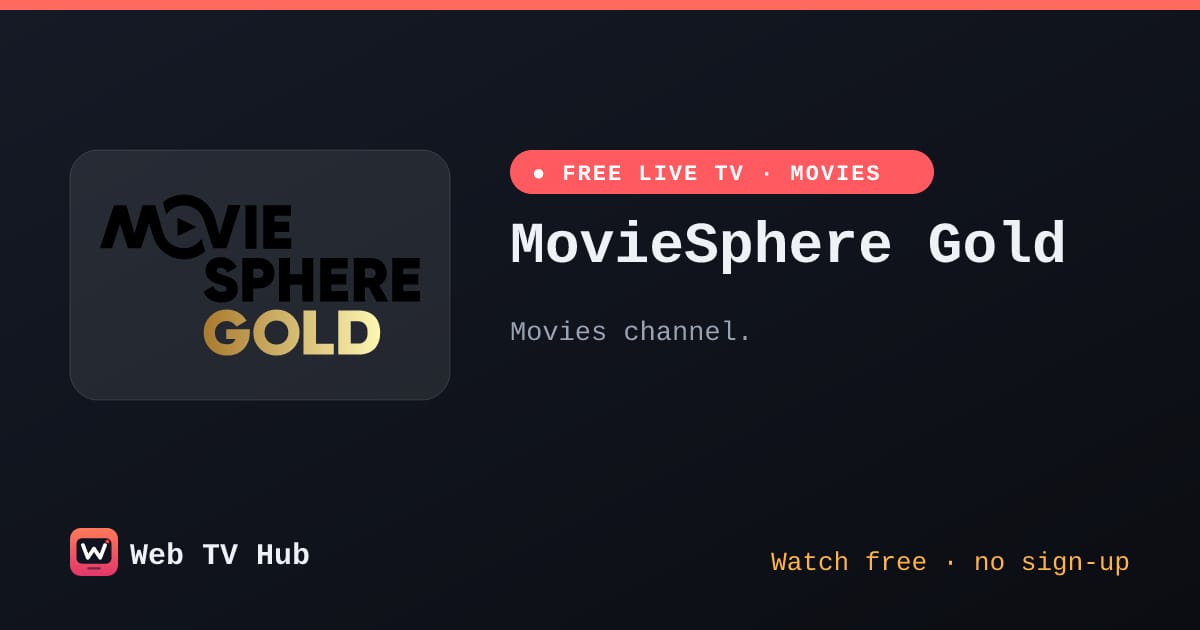 MOVIE
SPHERE
GOLD
● FREE LIVE TV · MOVIES
MovieSphere Gold
Movies channel.
W
Web TV Hub
Watch free · no sign-up